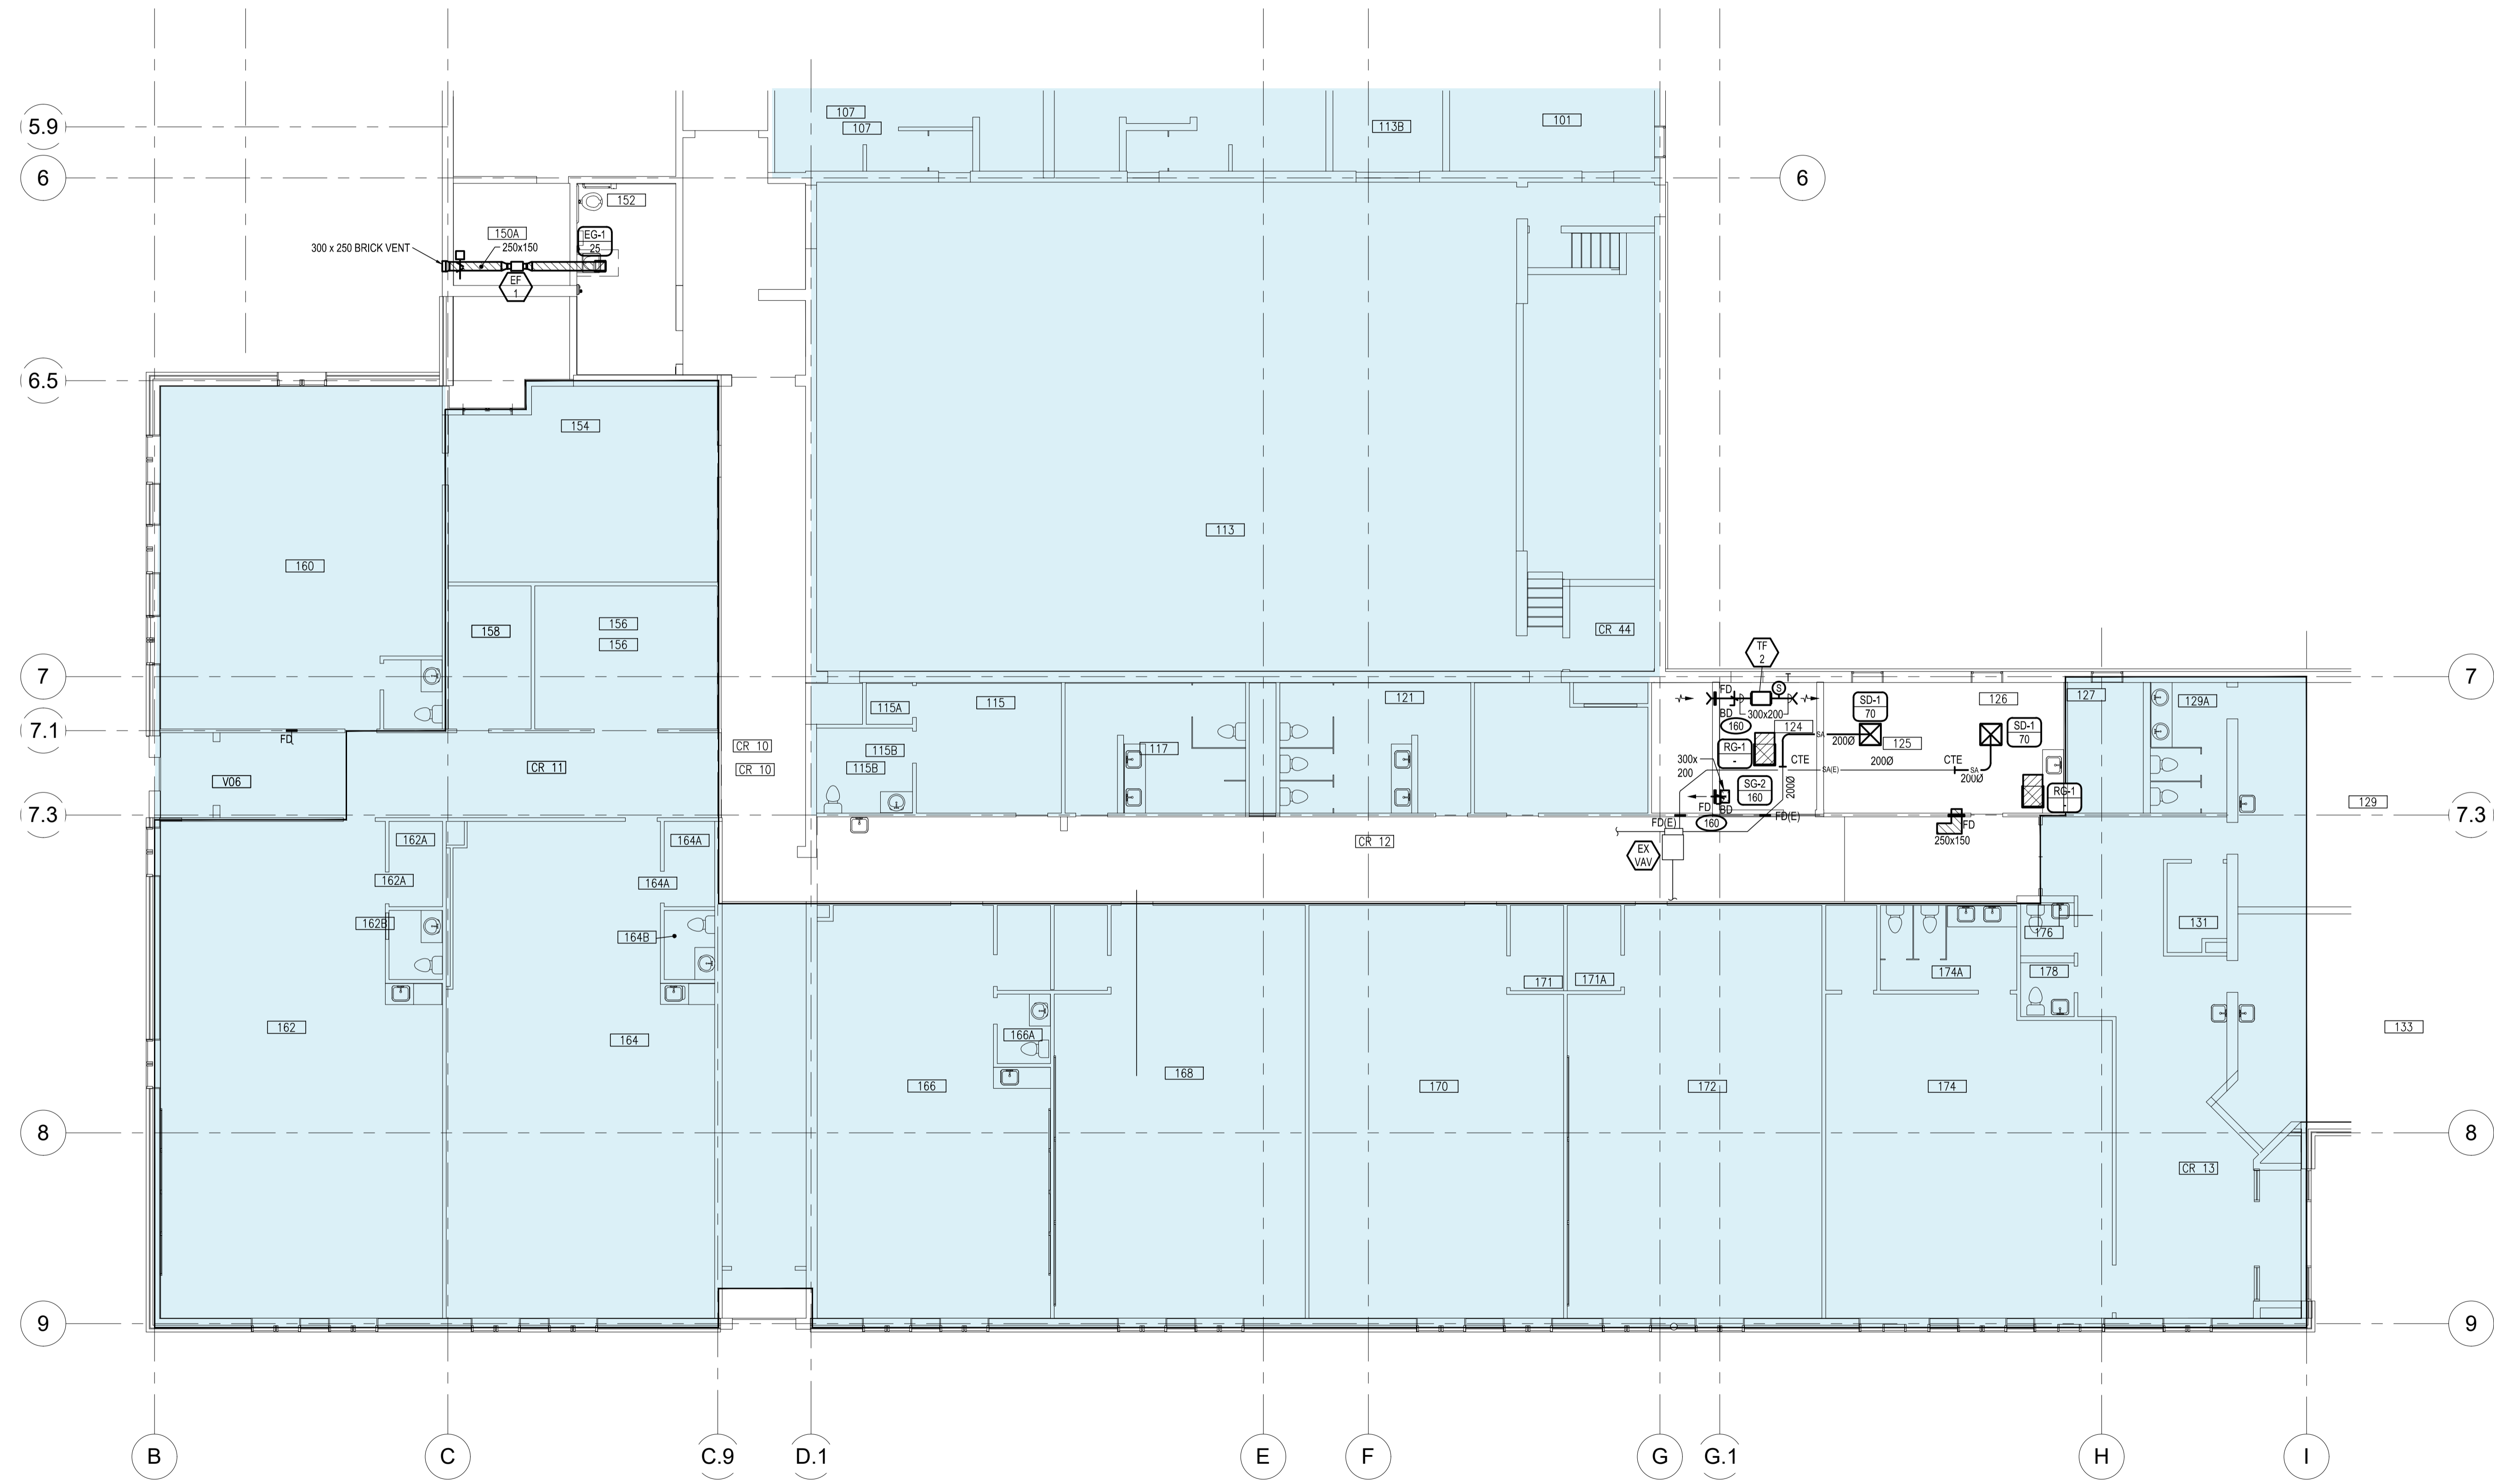 107
107
113B
101
5.9
6
6
152
150A
250x150
EG-1
25
300 x 250 BRICK VENT
EF
1
6.5
154
113
160
158
156
156
CR 44
TF
2
7
7
FD
S
T
300x200
BD
160
124
SD-1
70
126
127
129A
115A
115
121
7.1
FD
SA
200Ø
125
SD-1
70
CR 10
CR 10
115B
115B
117
RG-1
-
CTE
200Ø
CTE
CR 11
V06
300x
200
SA(E)
SA
200Ø
SG-2
160
200Ø
RG-1
-
129
7.3
FD
BD
FD(E)
160
FD(E)
FD
250x150
7.3
162A
164A
CR 12
EX
VAV
162A
164A
162B
164B
131
176
174A
178
171
171A
162
164
166A
133
166
168
170
172
174
8
8
CR 13
9
9
B
C
C.9
D.1
E
F
G
G.1
H
I